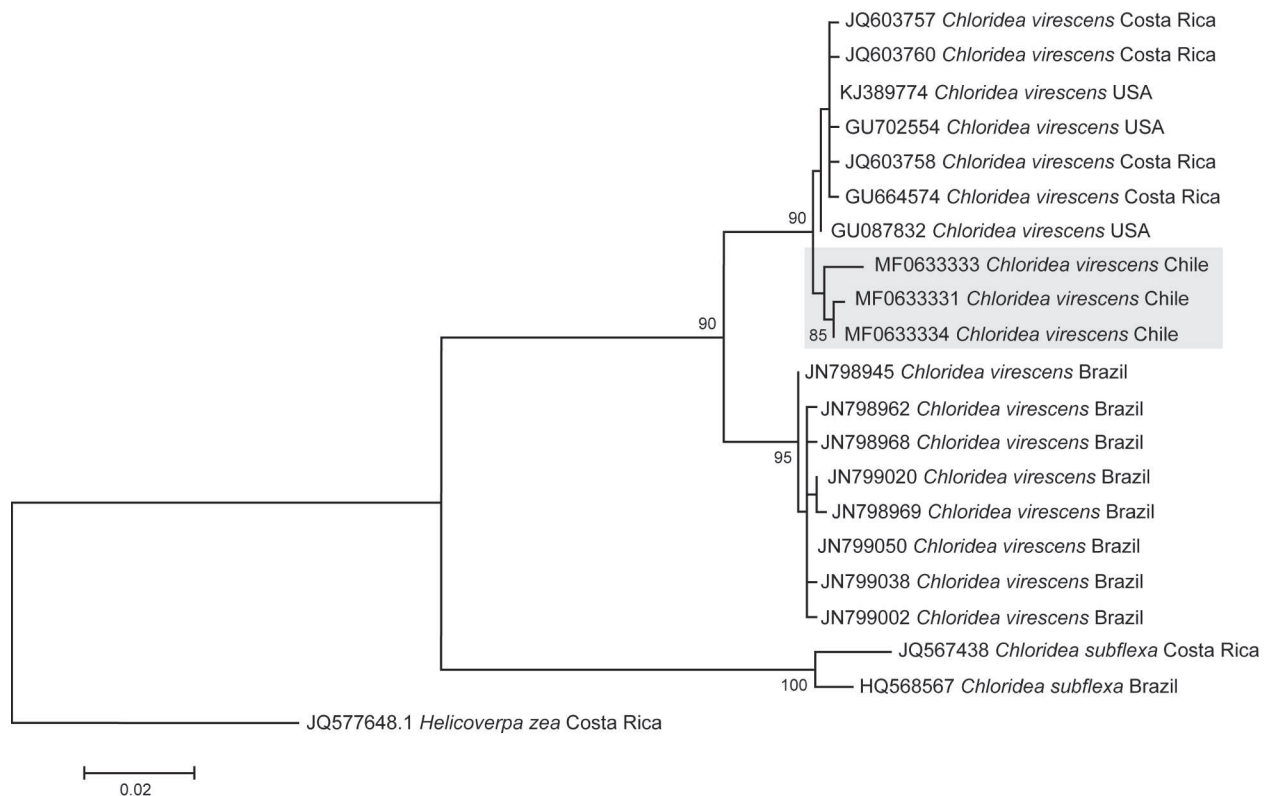 JQ603757 Chloridea virescens Costa Rica
JQ603760 Chloridea virescens Costa Rica
KJ389774 Chloridea virescens USA
GU702554 Chloridea virescens USA
JQ603758 Chloridea virescens Costa Rica
GU664574 Chloridea virescens Costa Rica
90
GU087832 Chloridea virescens USA
MF0633333 Chloridea virescens Chile
MF0633331 Chloridea virescens Chile
90
85 MF0633334 Chloridea virescens Chile
JN798945 Chloridea virescens Brazil
JN798962 Chloridea virescens Brazil
JN798968 Chloridea virescens Brazil
95
JN799020 Chloridea virescens Brazil
JN798969 Chloridea virescens Brazil
JN799050 Chloridea virescens Brazil
JN799038 Chloridea virescens Brazil
JN799002 Chloridea virescens Brazil
JQ567438 Chloridea subflexa Costa Rica
100
HQ568567 Chloridea subflexa Brazil
JQ577648.1 Helicoverpa zea Costa Rica
0.02